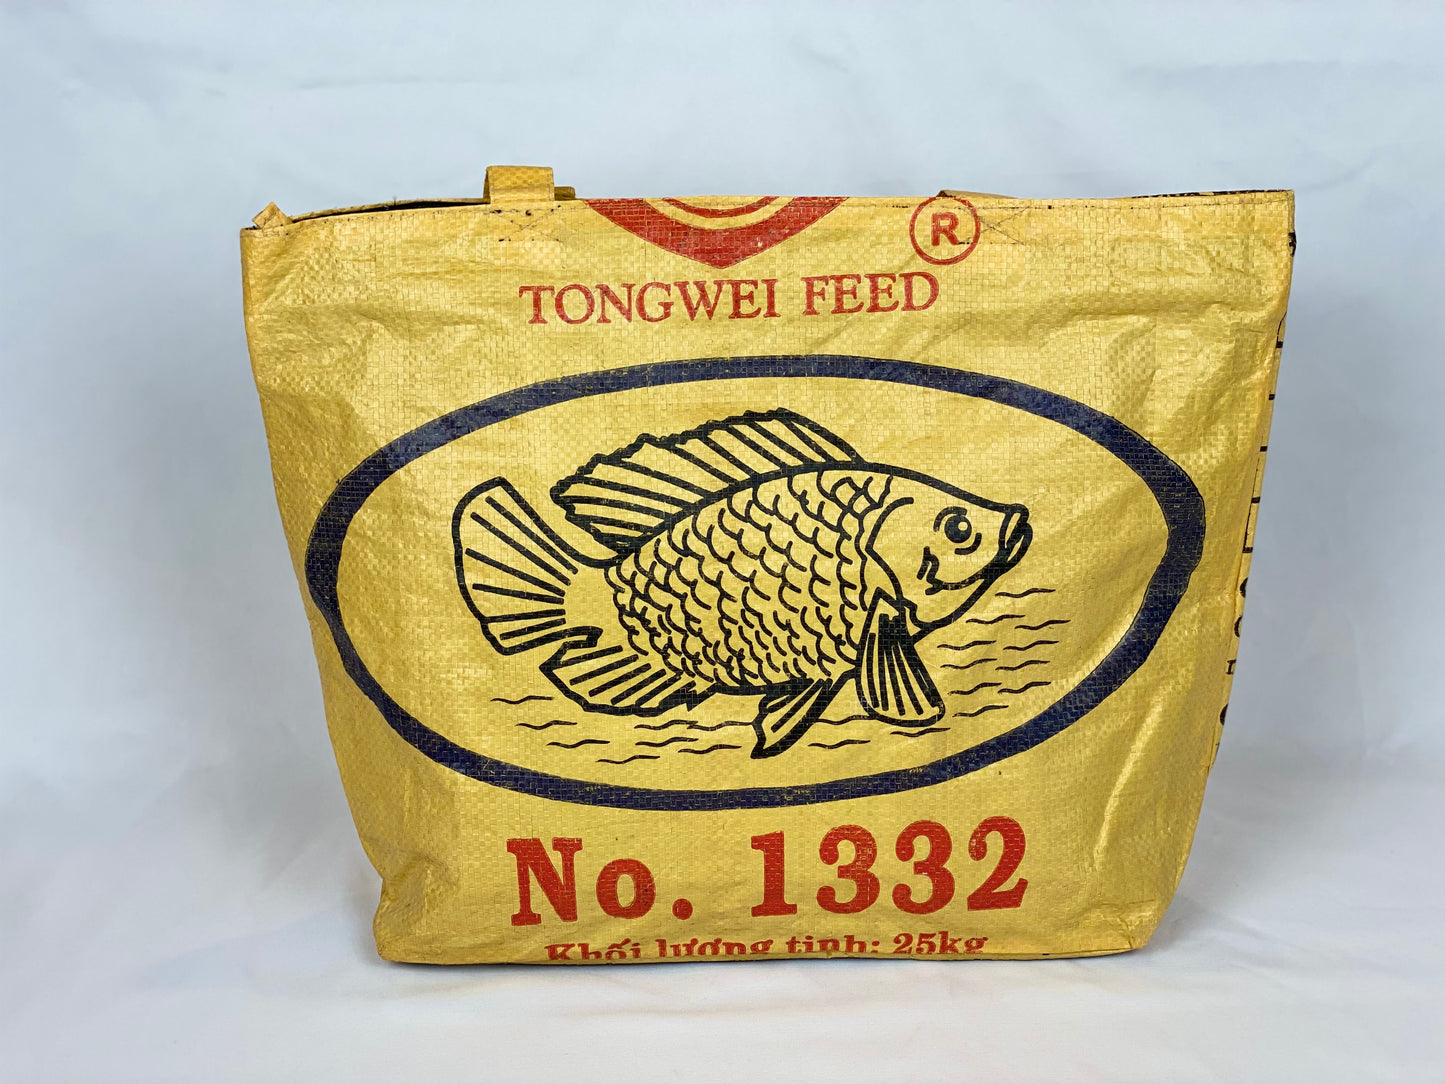 ®
TONGWEI FEED
No. 1332
Khối lượng tịnh: 25kg